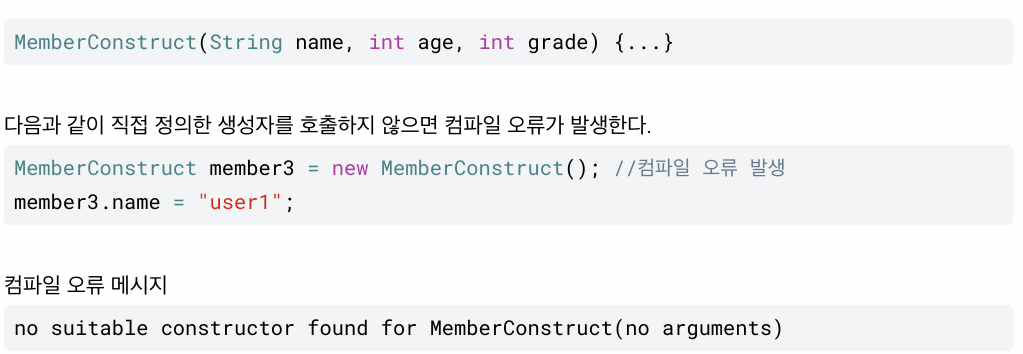 MemberConstruct(String name, int age, int grade) {...}
다음과 같이 직접 정의한 생성자를 호출하지 않으면 컴파일 오류가 발생한다.
MemberConstruct member3 = new MemberConstruct(); //컴파일 오류 발생
member3.name = "user1";
컴파일 오류 메시지
no suitable constructor found for MemberConstruct(no arguments)